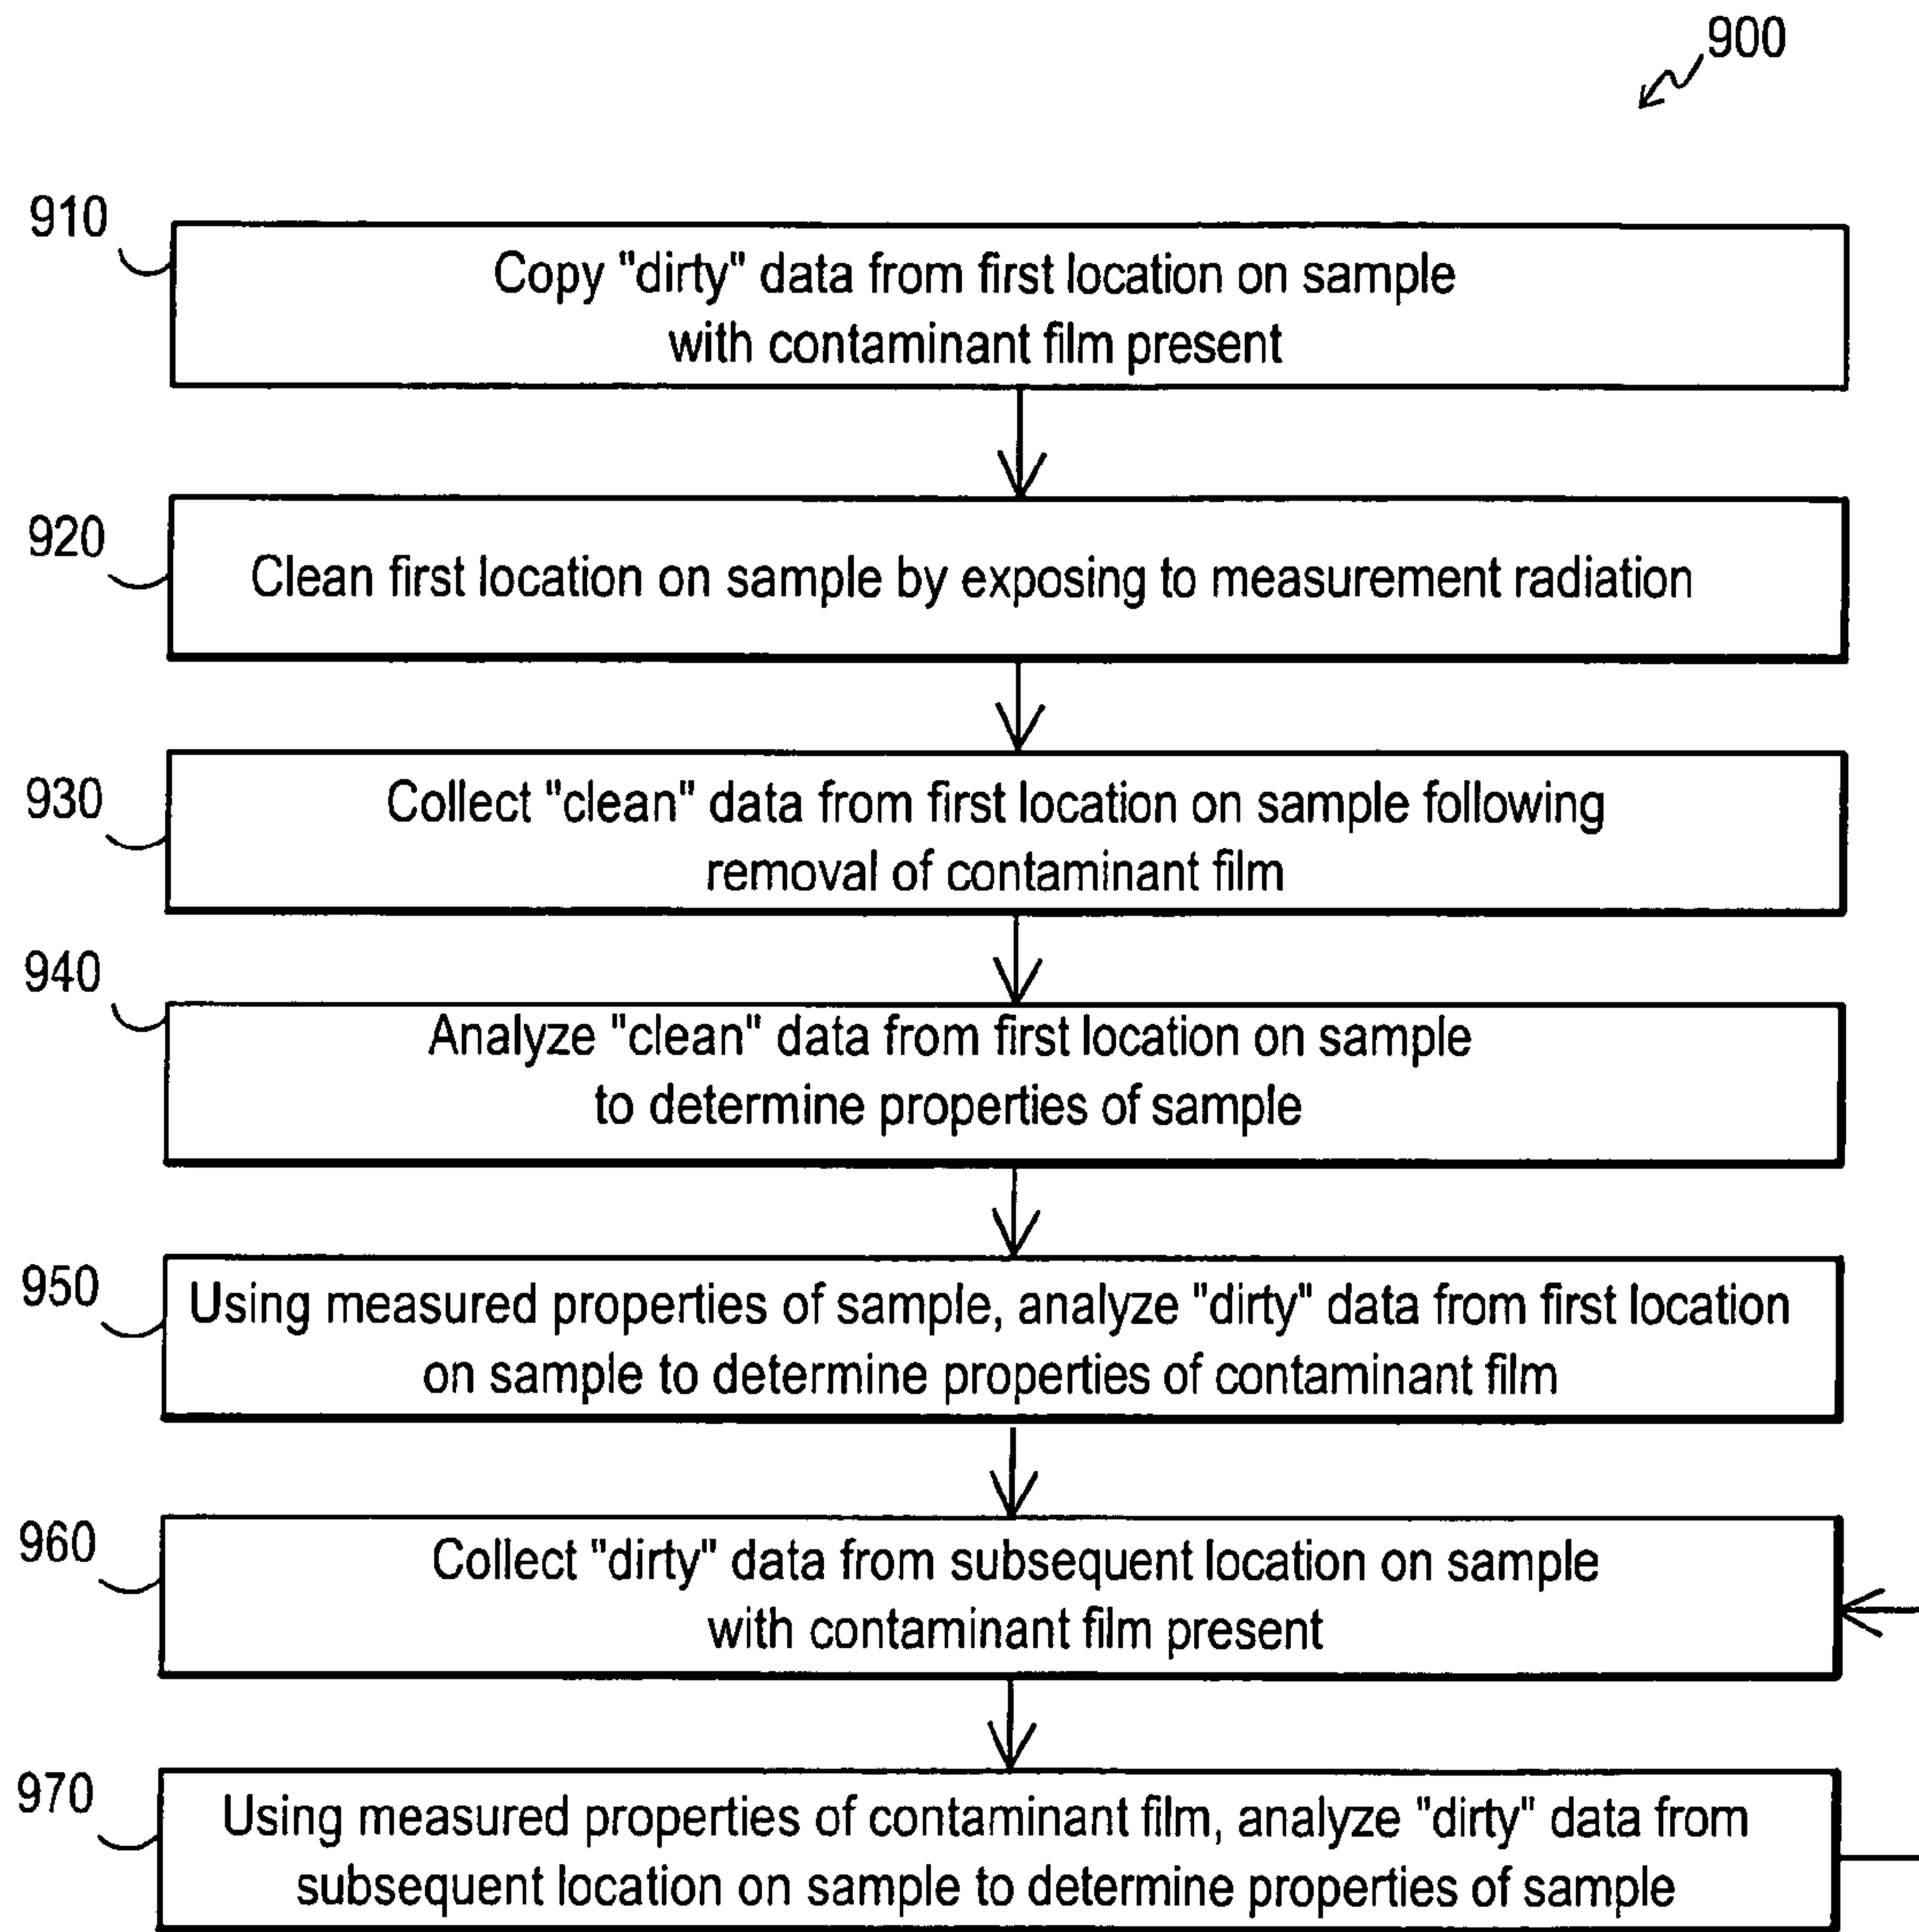 900
910
Copy "dirty" data from first location on sample
with contaminant film present
920
Clean first location on sample by exposing to measurement radiation
930
Collect "clean" data from first location on sample following
removal of contaminant film
940
Analyze "clean" data from first location on sample
to determine properties of sample
950
Using measured properties of sample, analyze "dirty" data from first location
on sample to determine properties of contaminant film
960
Collect "dirty" data from subsequent location on sample
with contaminant film present
970
Using measured properties of contaminant film, analyze "dirty" data from
subsequent location on sample to determine properties of sample